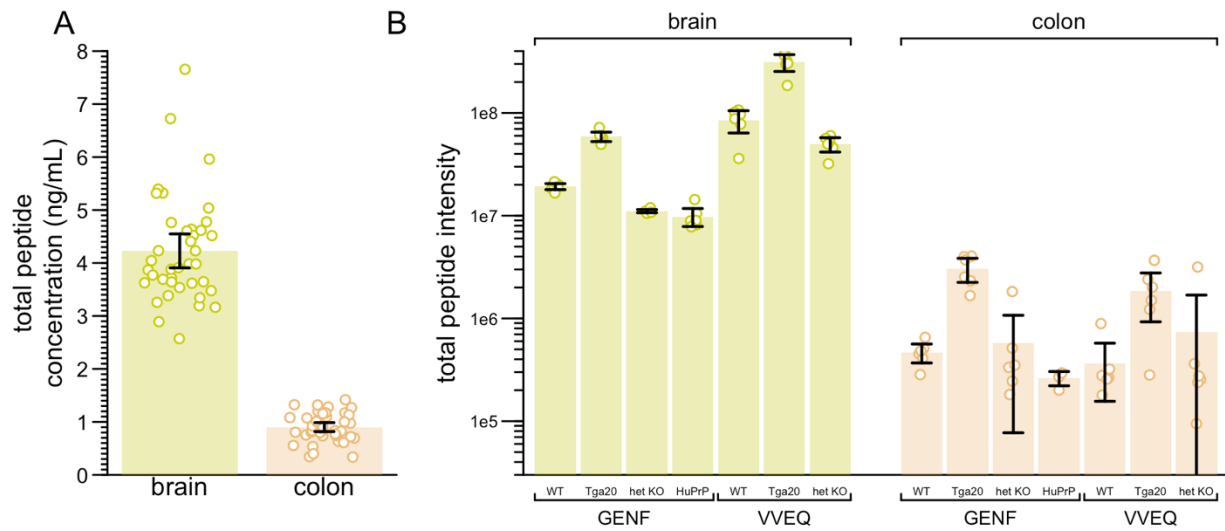 A
total peptide
concentration (ng/mL)
8
7
6
5
4
3
2
1
0
brain
colon
B
brain
colon
total peptide intensity
1e8
1e7
1e6
1e5
WT
Tga20
het KO
HuPrP
WT
Tga20
het KO
WT
Tga20
het KO
HuPrP
WT
Tga20
het KO
GENF
VVEQ
GENF
VVEQ